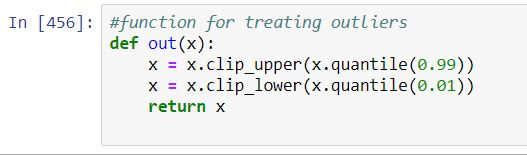 In [456]: #function for treating outliers
def out(x):
    x = x.clip_upper(x.quantile(0.99))
    x = x.clip_lower(x.quantile(0.01))
    return x